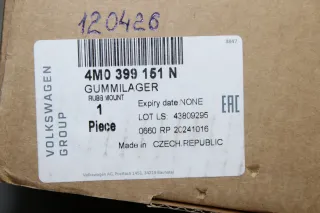 120426
VOLKSWAGEN
GROUP
4M0 399 151 N
GUMMILAGER
RUBB MOUNT
1
Piece
Expiry date NONE
LOT LS: 43809295
0660 RP 20241016
Made in CZECH REPUBLIC
EAC